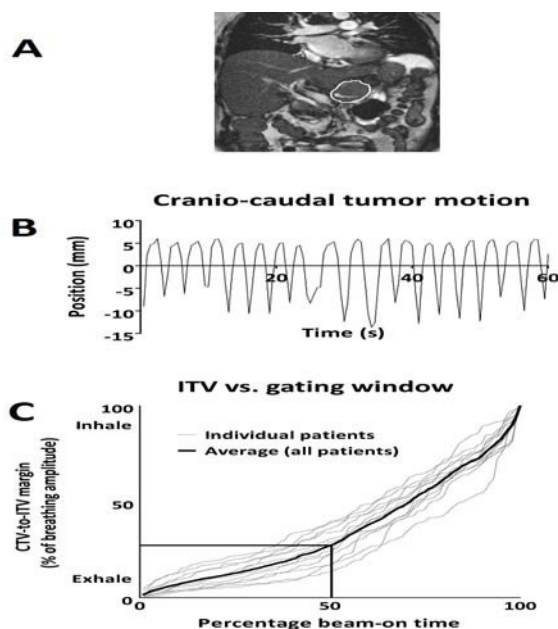 A
Cranio-caudal tumor motion
B
Position (mm)
10
5
0
-5
-10
-15
20
40
60
Time (s)
ITV vs. gating window
C
CTV-to-ITV margin
(% of breathing amplitude)
100
Inhale
50
Exhale
0
Individual patients
Average (all patients)
0
50
100
Percentage beam-on time